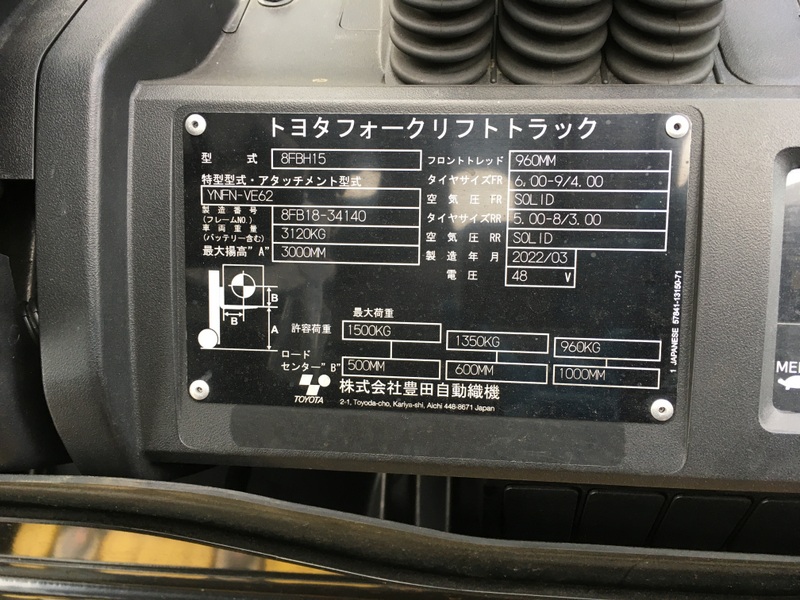 トヨタフォークリフトトラック
型 式 8FBH15
特型型式・アタッチメント型式
YNFN-VE62
製造番号 (フレームNO.) 8FB18-34140
車両重量 (バッテリー含む) 3120KG
最大揚高"A" 3000MM
フロントトレッド 960MM
タイヤサイズFR 6.00-9/4.00
空気圧 FR SOLID
タイヤサイズRR 5.00-8/3.00
空気圧 RR SOLID
製造年月 2022/03
電圧 48 V
B
B A
最大荷重
許容荷重 1500KG 1350KG 960KG
ロード
センター"B" 500MM 600MM 1000MM
TOYOTA 株式会社豊田自動織機
2-1, Toyoda-cho, Kariya-shi, Aichi 448-8671 Japan
1 JAPANESE 57841-13150-71